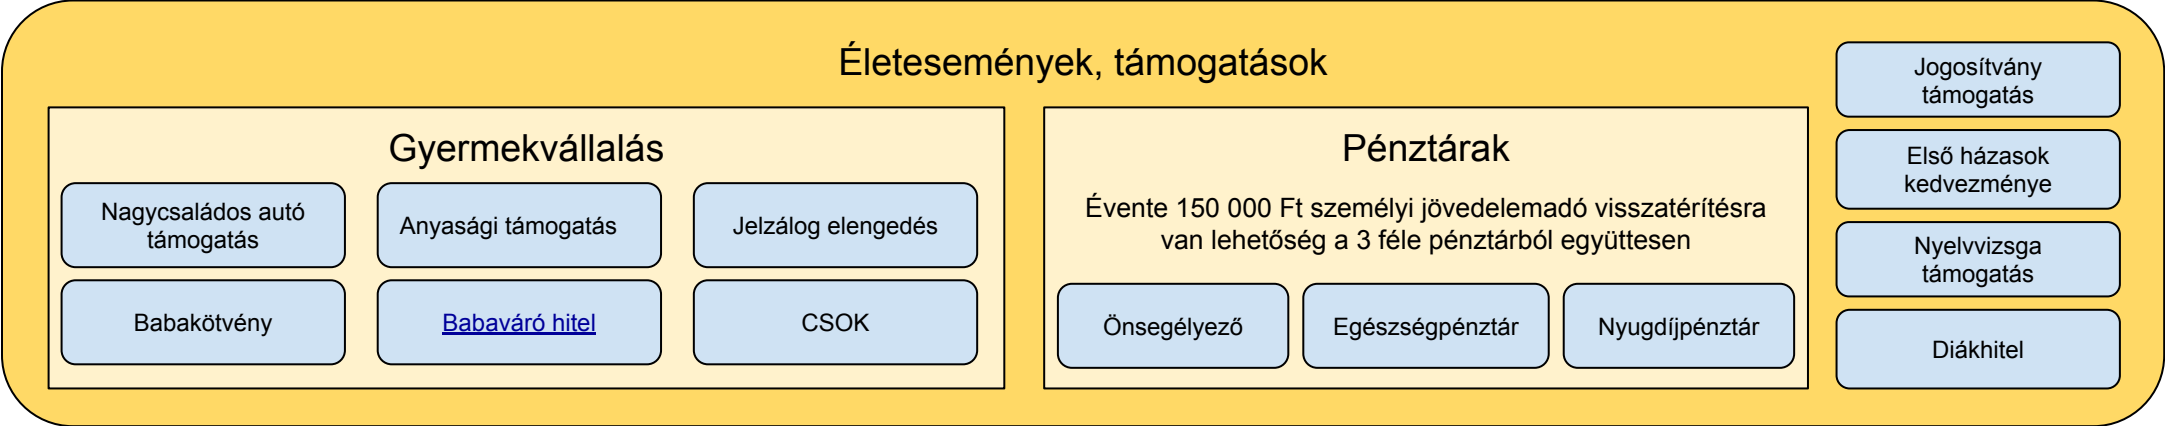 Életesemények, támogatások
Gyermekvállalás
Nagycsaládos autó
támogatás
Anyasági támogatás
Jelzálog elengedés
Babakötvény
Babaváró hitel
CSOK
Pénztárak
Évente 150 000 Ft személyi jövedelemadó visszatérítésra
van lehetőség a 3 féle pénztárból együttesen
Önsegélyező
Egészségpénztár
Nyugdíjpénztár
Jogosítvány
támogatás
Első házasok
kedvezménye
Nyelvvizsga
támogatás
Diákhitel